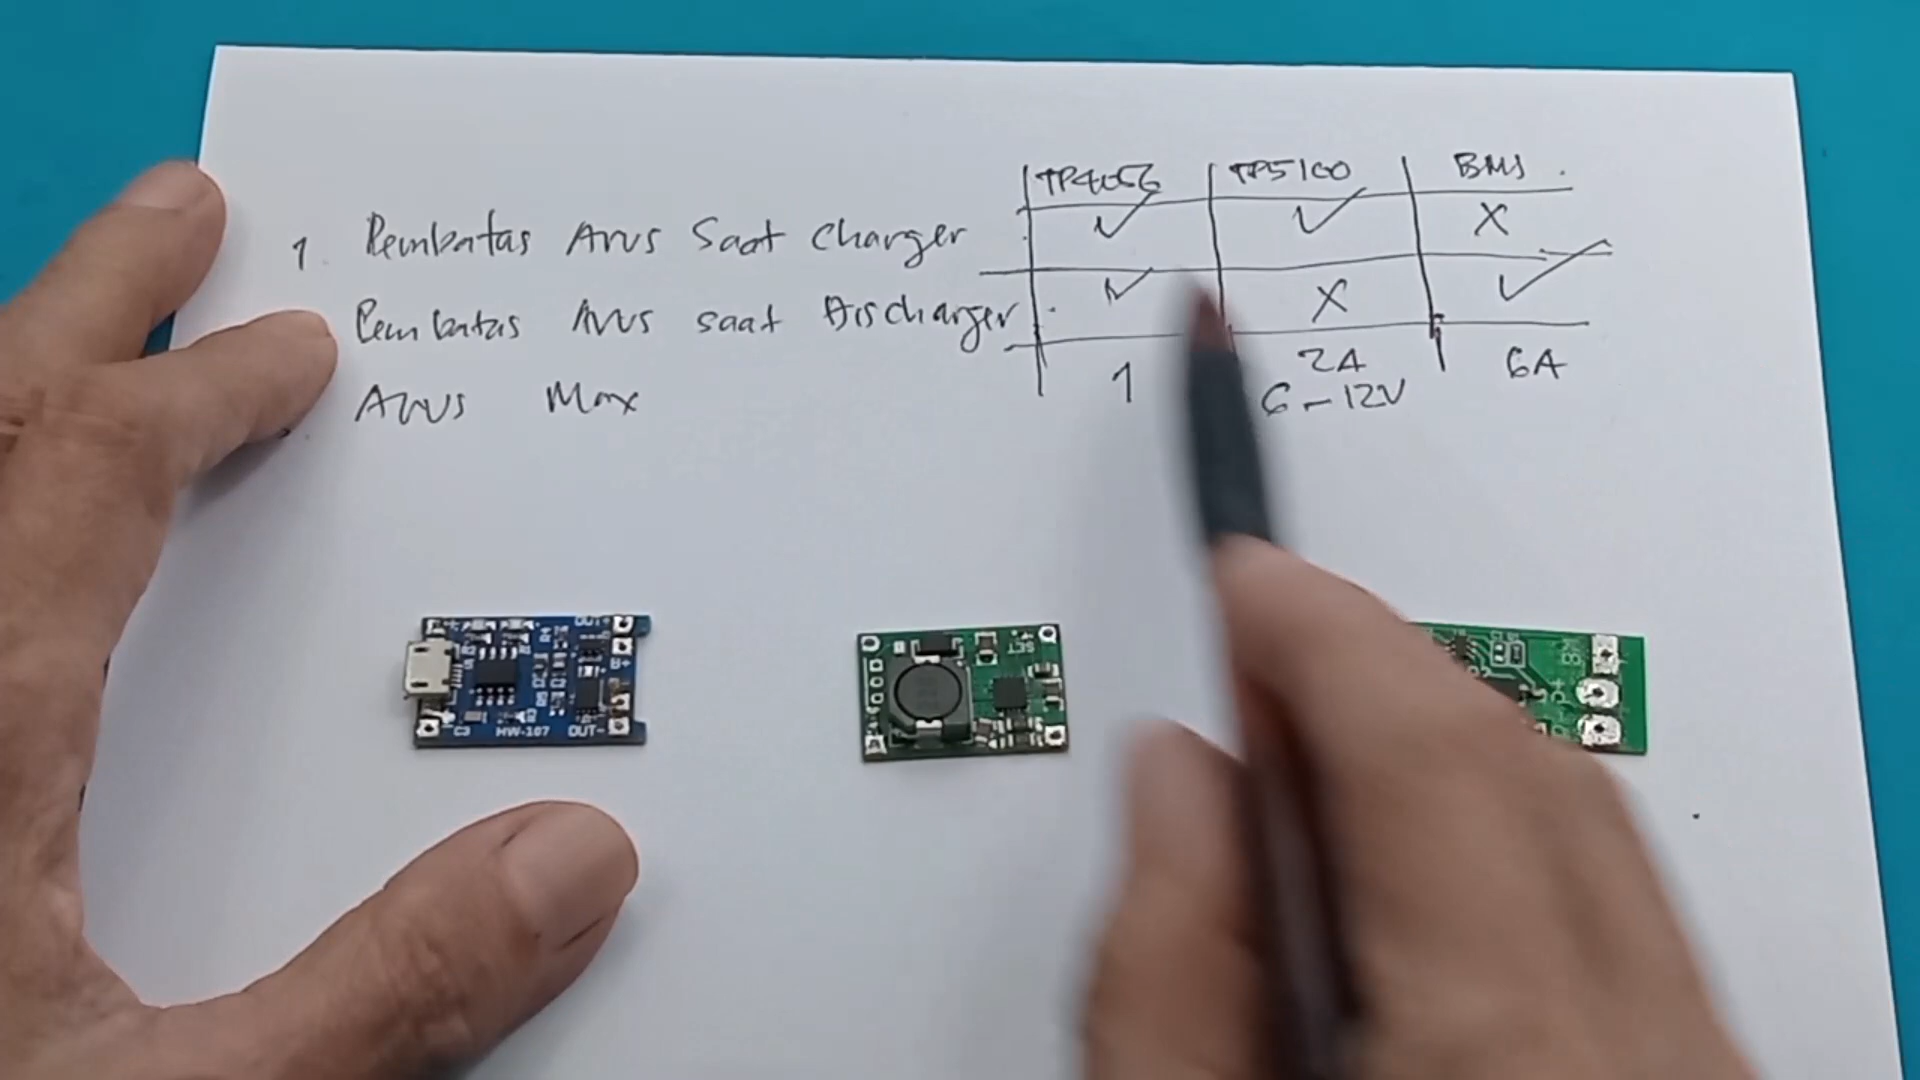 TP4056 TP5100 BMS
1 Pembatas Arus Saat Charger ✓ ✓ X
Pembatas Arus saat Discharger ✓ X ✓
Arus Max 1 2A 6A
6-12V
OUT+
B+
C3 HW-107 OUT-
SET
BM
P+